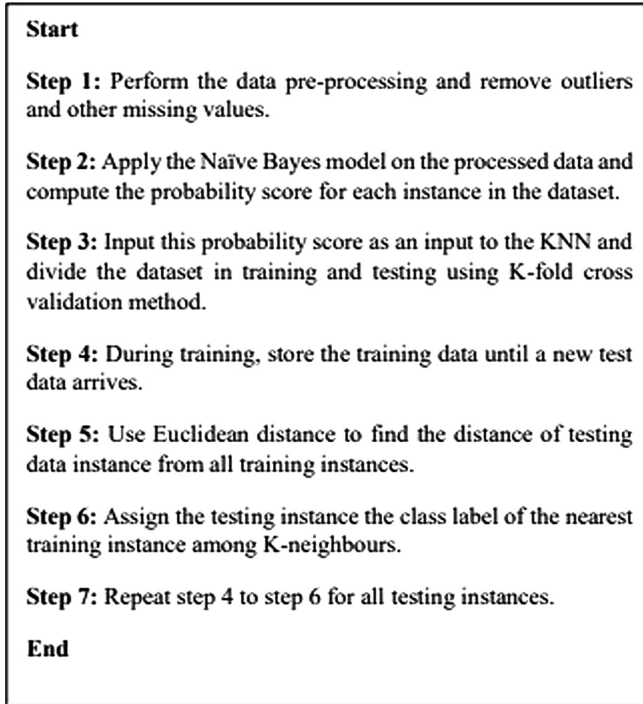 Start
Step 1: Perform the data pre-processing and remove outliers
and other missing values.
Step 2: Apply the Naïve Bayes model on the processed data and
compute the probability score for each instance in the dataset.
Step 3: Input this probability score as an input to the KNN and
divide the dataset in training and testing using K-fold cross
validation method.
Step 4: During training, store the training data until a new test
data arrives.
Step 5: Use Euclidean distance to find the distance of testing
data instance from all training instances.
Step 6: Assign the testing instance the class label of the nearest
training instance among K-neighbours.
Step 7: Repeat step 4 to step 6 for all testing instances.
End